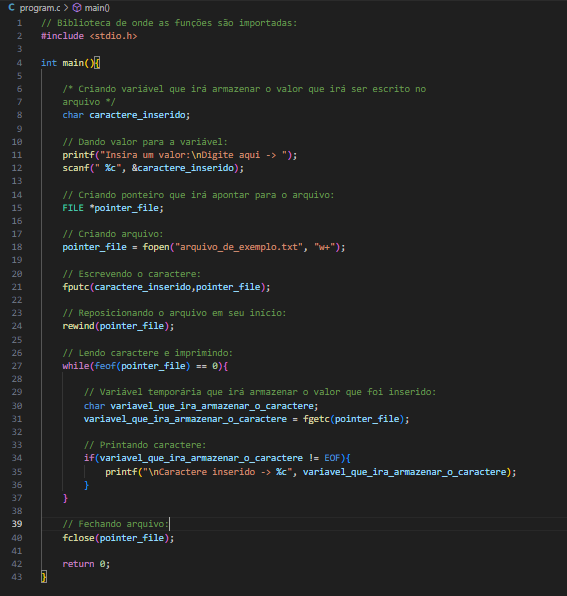 C program.c > main()
1 // Biblioteca de onde as funções são importadas:
2 #include <stdio.h>
3
4 int main(){
5
6 /* Criando variável que irá armazenar o valor que irá ser escrito no
7 arquivo */
8 char caractere_inserido;
9
10 // Dando valor para a variável:
11 printf("Insira um valor:\nDigite aqui -> ");
12 scanf(" %c", &caractere_inserido);
13
14 // Criando ponteiro que irá apontar para o arquivo:
15 FILE *pointer_file;
16
17 // Criando arquivo:
18 pointer_file = fopen("arquivo_de_exemplo.txt", "w+");
19
20 // Escrevendo o caractere:
21 fputc(caractere_inserido,pointer_file);
22
23 // Reposicionando o arquivo em seu início:
24 rewind(pointer_file);
25
26 // Lendo caractere e imprimindo:
27 while(feof(pointer_file) == 0){
28
29 // Variável temporária que irá armazenar o valor que foi inserido:
30 char variavel_que_ira_armazenar_o_caractere;
31 variavel_que_ira_armazenar_o_caractere = fgetc(pointer_file);
32
33 // Printando caractere:
34 if(variavel_que_ira_armazenar_o_caractere != EOF){
35 printf("\nCaractere inserido -> %c", variavel_que_ira_armazenar_o_caractere);
36 }
37 }
38
39 // Fechando arquivo:
40 fclose(pointer_file);
41
42 return 0;
43 }